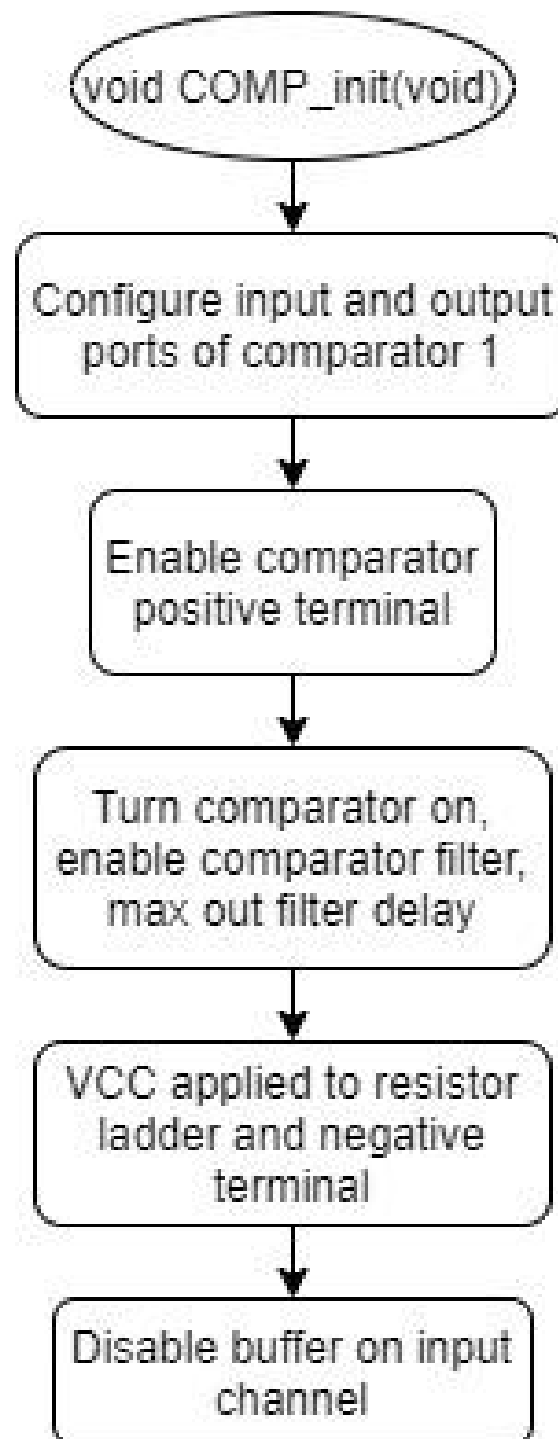 void COMP_init(void)
Configure input and output
ports of comparator 1
Enable comparator
positive terminal
Turn comparator on,
enable comparator filter,
max out filter delay
VCC applied to resistor
ladder and negative
terminal
Disable buffer on input
channel